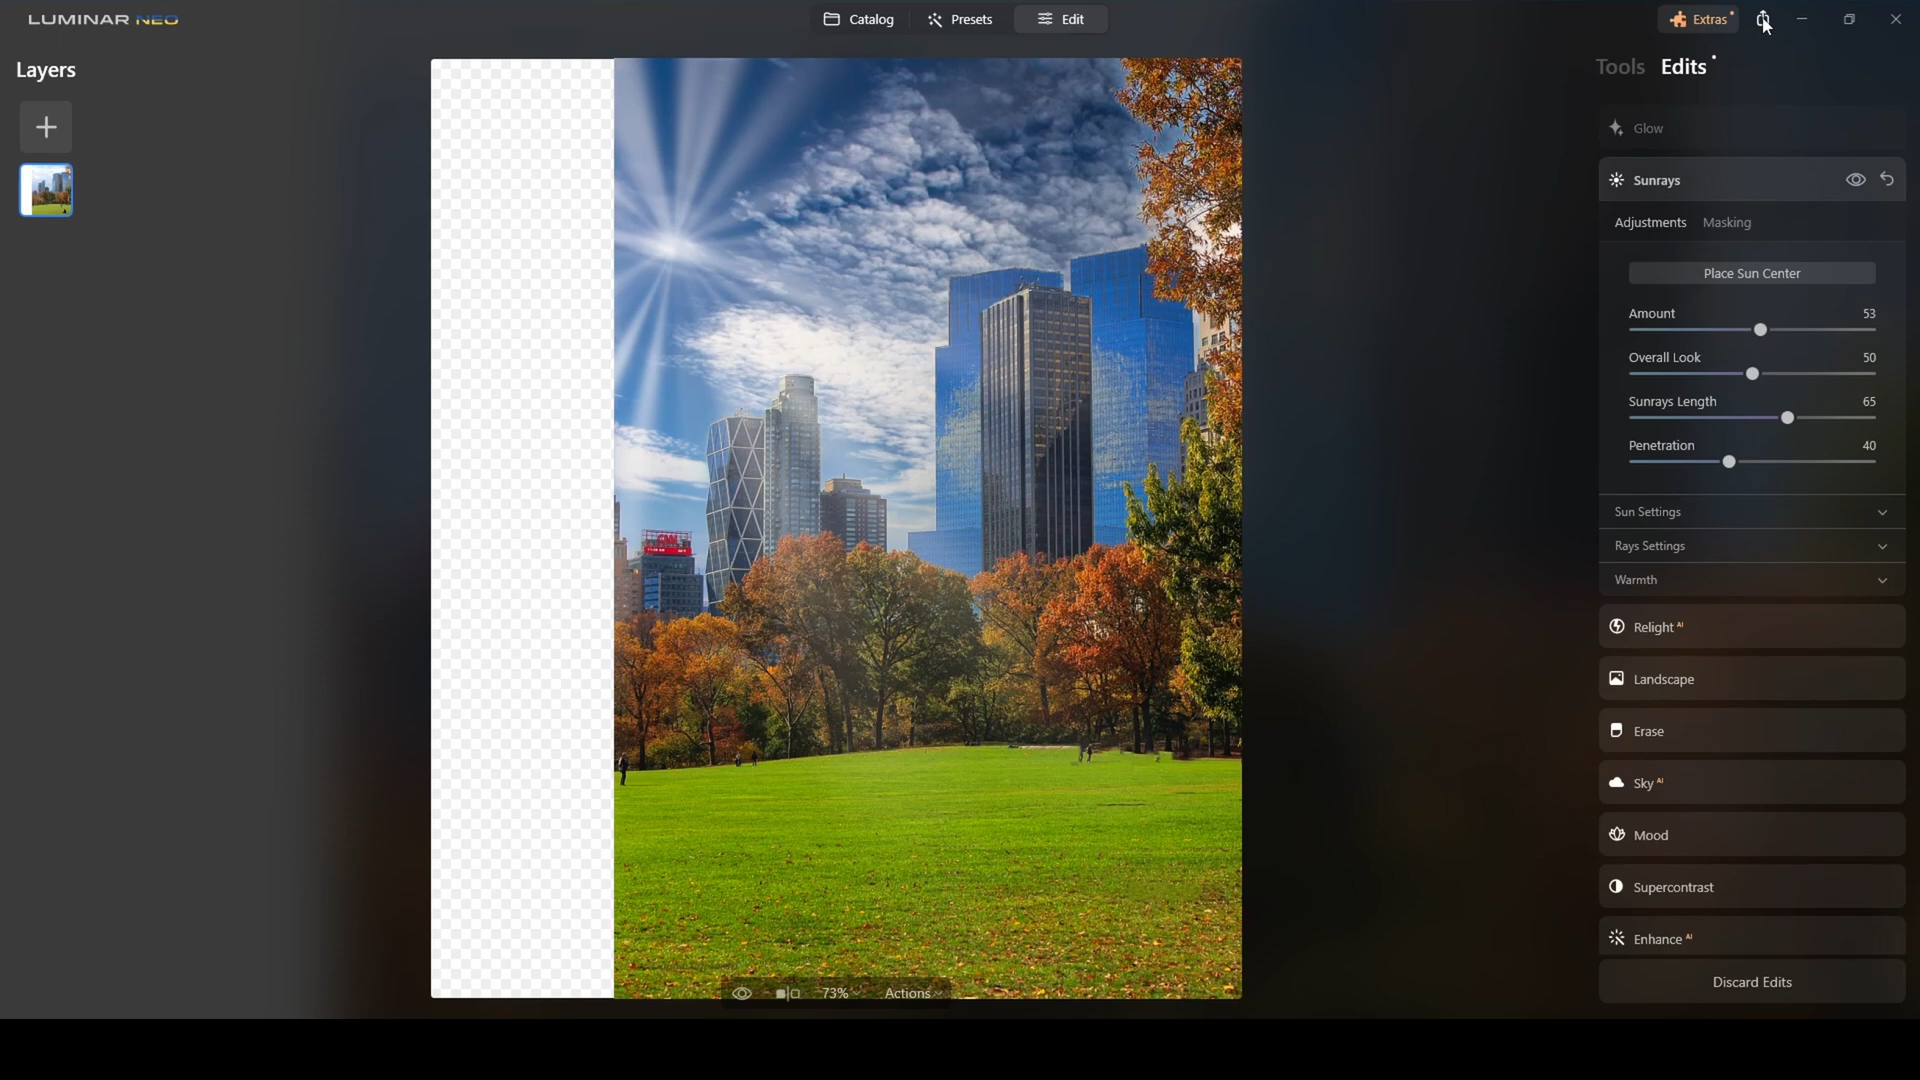 LUMINAR NEO
Catalog
Presets
Edit
Extras
Layers
Tools
Edits
Glow
Sunrays
Adjustments
Masking
Place Sun Center
Amount 53
Overall Look 50
Sunrays Length 65
Penetration 40
Sun Settings
Rays Settings
Warmth
Relight AI
Landscape
Erase
Sky AI
Mood
Supercontrast
Enhance AI
Discard Edits
CNN
73%
Actions